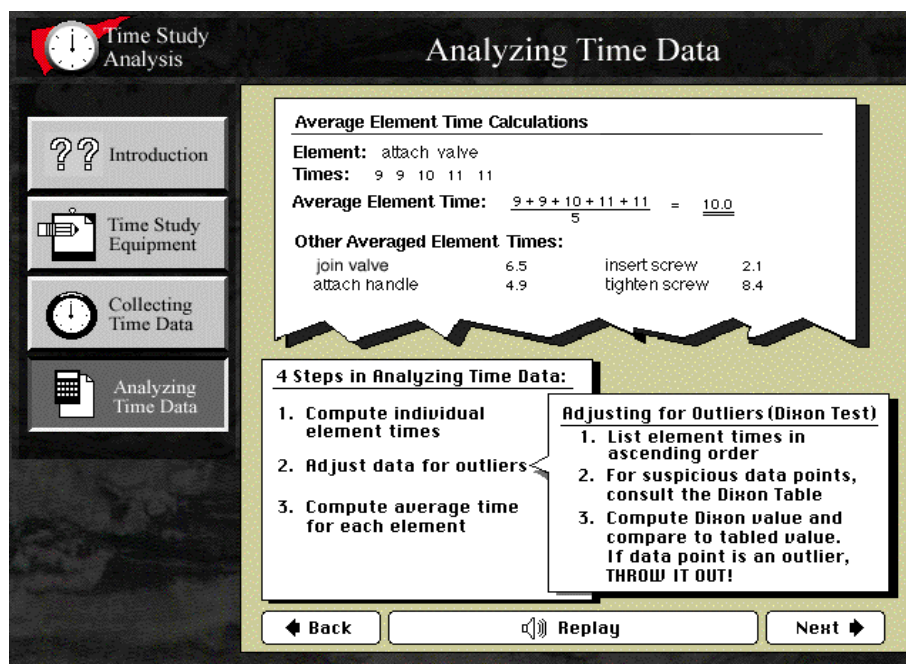 Time Study
Analysis
Analyzing Time Data
?? Introduction
Time Study
Equipment
Collecting
Time Data
Analyzing
Time Data
Average Element Time Calculations
Element: attach valve
Times: 9 9 10 11 11
Average Element Time: 9 + 9 + 10 + 11 + 11 = 10.0
5
Other Averaged Element Times:
join valve 6.5 insert screw 2.1
attach handle 4.9 tighten screw 8.4
4 Steps in Analyzing Time Data:
1. Compute individual
element times
2. Adjust data for outliers
3. Compute average time
for each element
Adjusting for Outliers (Dixon Test)
1. List element times in
ascending order
2. For suspicious data points,
consult the Dixon Table
3. Compute Dixon value and
compare to tabled value.
If data point is an outlier,
THROW IT OUT!
Back
Replay
Next